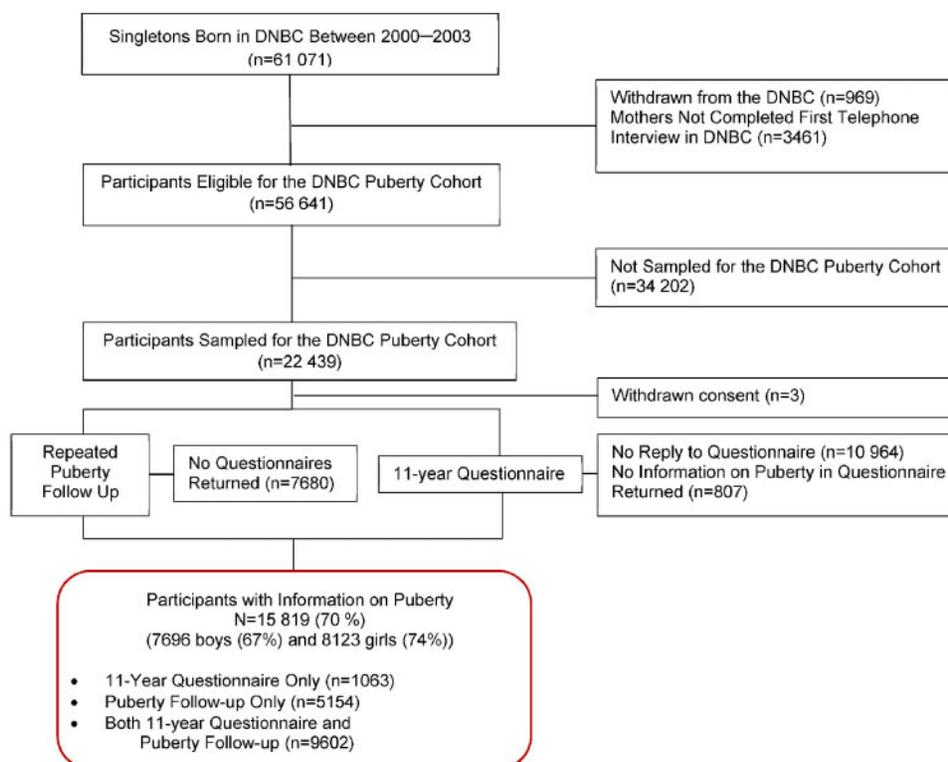 Singletons Born in DNBC Between 2000–2003
(n=61 071)
Withdrawn from the DNBC (n=969)
Mothers Not Completed First Telephone
Interview in DNBC (n=3461)
Participants Eligible for the DNBC Puberty Cohort
(n=56 641)
Not Sampled for the DNBC Puberty Cohort
(n=34 202)
Participants Sampled for the DNBC Puberty Cohort
(n=22 439)
Withdrawn consent (n=3)
Repeated
Puberty
Follow Up
No Questionnaires
Returned (n=7680)
11-year Questionnaire
No Reply to Questionnaire (n=10 964)
No Information on Puberty in Questionnaire
Returned (n=807)
Participants with Information on Puberty
N=15 819 (70 %)
(7696 boys (67%) and 8123 girls (74%))
• 11-Year Questionnaire Only (n=1063)
• Puberty Follow-up Only (n=5154)
• Both 11-year Questionnaire and
Puberty Follow-up (n=9602)